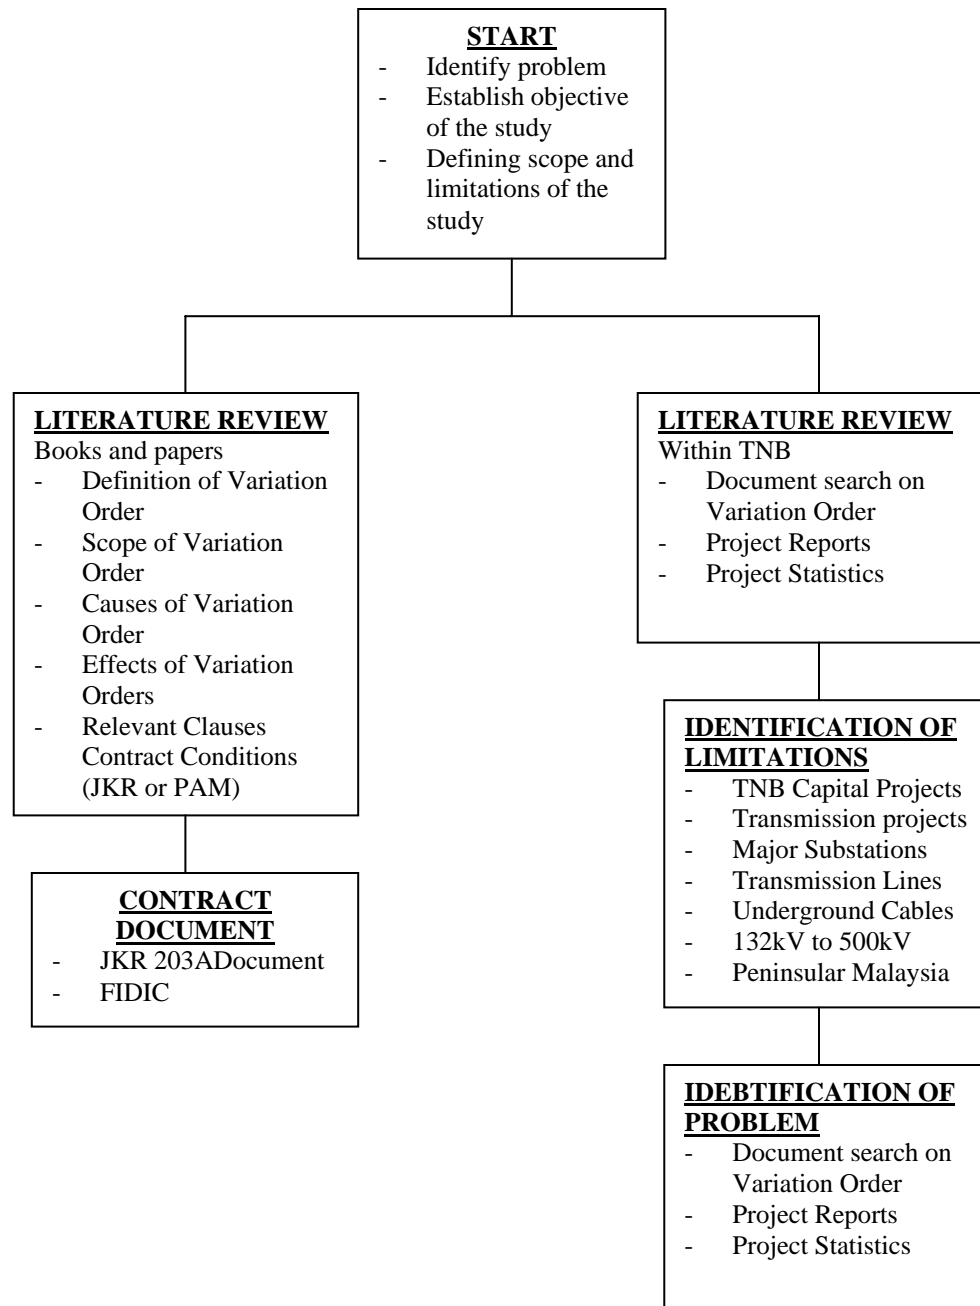 START
- Identify problem
- Establish objective
of the study
- Defining scope and
limitations of the
study
LITERATURE REVIEW
Books and papers
- Definition of Variation
Order
- Scope of Variation
Order
- Causes of Variation
Order
- Effects of Variation
Orders
- Relevant Clauses
Contract Conditions
(JKR or PAM)
CONTRACT
DOCUMENT
- JKR 203ADocument
- FIDIC
LITERATURE REVIEW
Within TNB
- Document search on
Variation Order
- Project Reports
- Project Statistics
IDENTIFICATION OF
LIMITATIONS
- TNB Capital Projects
- Transmission projects
- Major Substations
- Transmission Lines
- Underground Cables
- 132kV to 500kV
- Peninsular Malaysia
IDEBTIFICATION OF
PROBLEM
- Document search on
Variation Order
- Project Reports
- Project Statistics